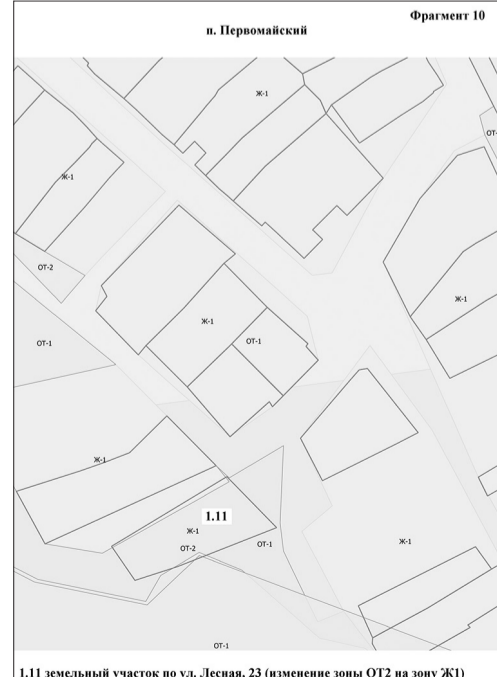 Фрагмент 10
п. Первомайский
Ж-1
ОТ-
Ж-1
ОТ-2
Ж-1
Ж-1
ОТ-1
ОТ-1
Ж-1
1.11
Ж-1
ОТ-2
ОТ-1
Ж-1
ОТ-1
1.11 земельный участок по ул. Лесная, 23 (изменение зоны ОТ2 на зону Ж1)